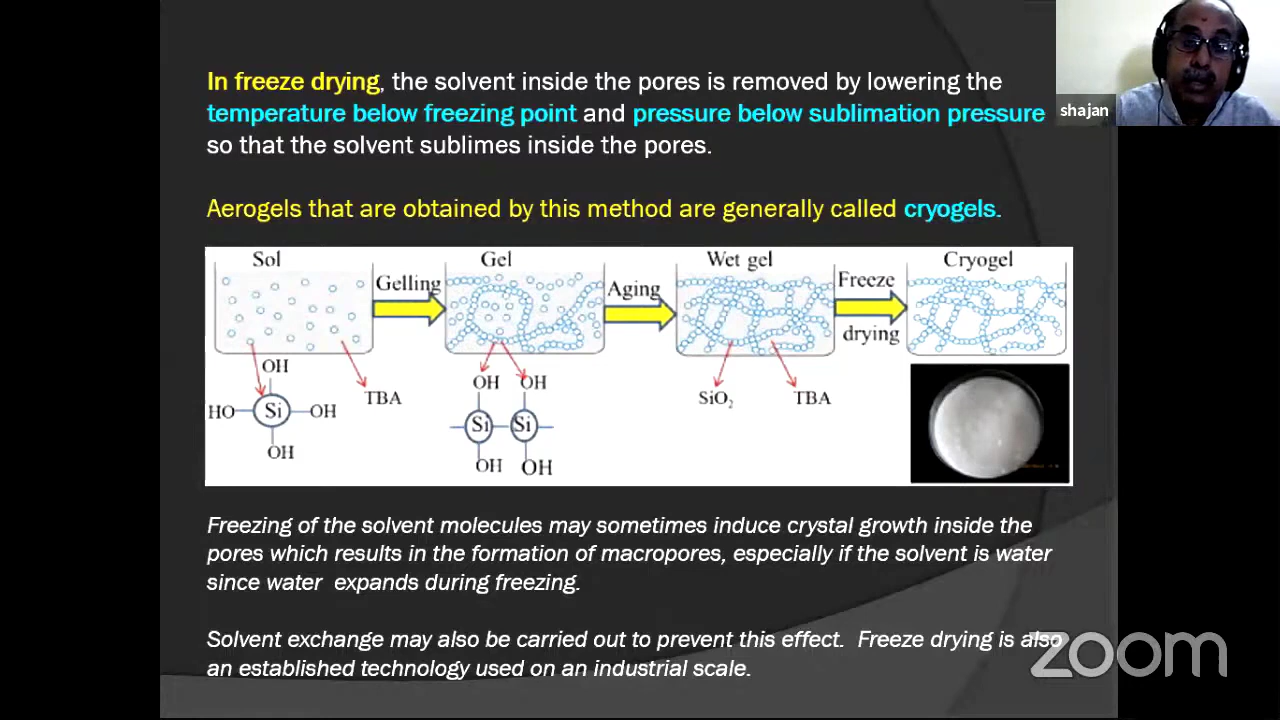 shajan
In freeze drying, the solvent inside the pores is removed by lowering the
temperature below freezing point and pressure below sublimation pressure
so that the solvent sublimes inside the pores.
Aerogels that are obtained by this method are generally called cryogels.
Sol
Gelling
Gel
Aging
Wet gel
Freeze
drying
Cryogel
OH
HO Si OH
OH
TBA
OH OH
Si Si
OH OH
SiO₂
TBA
Freezing of the solvent molecules may sometimes induce crystal growth inside the
pores which results in the formation of macropores, especially if the solvent is water
since water expands during freezing.
Solvent exchange may also be carried out to prevent this effect. Freeze drying is also
an established technology used on an industrial scale.
zoom